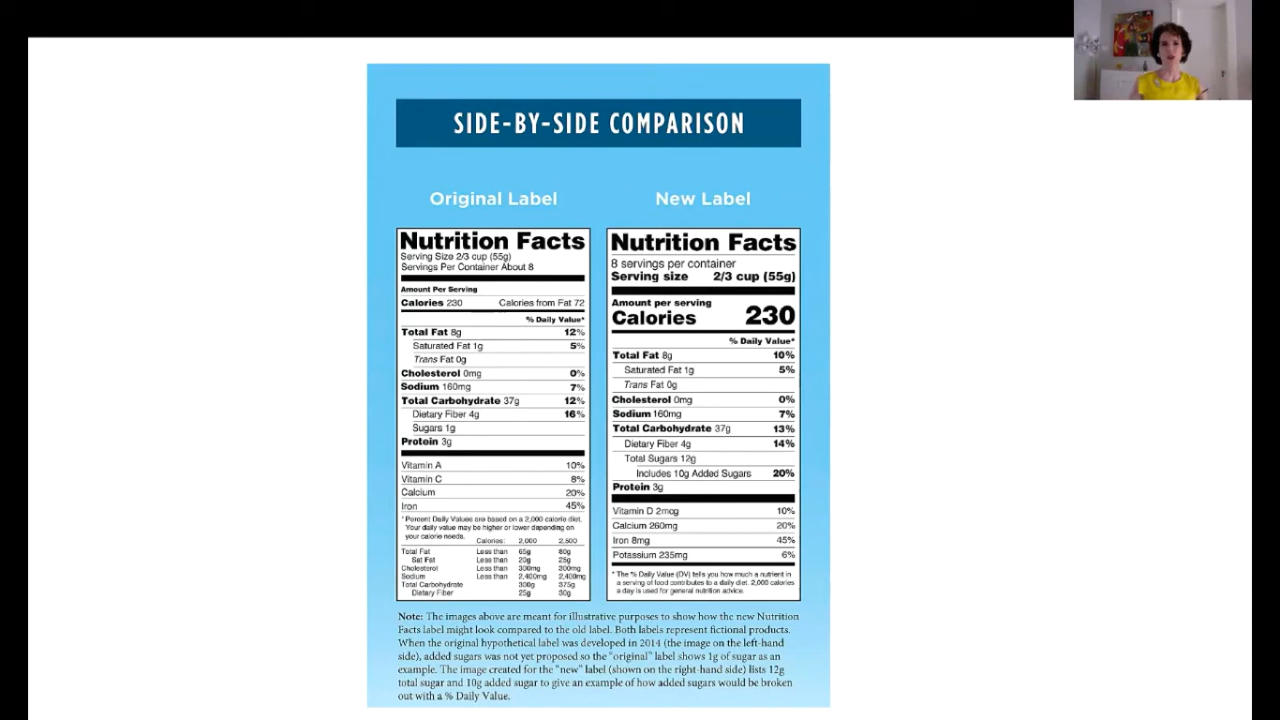 SIDE-BY-SIDE COMPARISON
Original Label
Nutrition Facts
Serving Size 2/3 cup (55g)
Servings Per Container About 8
Amount Per Serving
Calories 230 Calories from Fat 72
% Daily Value*
Total Fat 8g 12%
Saturated Fat 1g 5%
Trans Fat 0g
Cholesterol 0mg 0%
Sodium 160mg 7%
Total Carbohydrate 37g 12%
Dietary Fiber 4g 16%
Sugars 1g
Protein 3g
Vitamin A 10%
Vitamin C 8%
Calcium 20%
Iron 45%
* Percent Daily Values are based on a 2,000 calorie diet.
Your daily value may be higher or lower depending on
your calorie needs.
Calories: 2,000 2,500
Total Fat Less than 65g 80g
Sat Fat Less than 20g 25g
Cholesterol Less than 300mg 300mg
Sodium Less than 2,400mg 2,400mg
Total Carbohydrate 300g 375g
Dietary Fiber 25g 30g
New Label
Nutrition Facts
8 servings per container
Serving size 2/3 cup (55g)
Amount per serving
Calories 230
% Daily Value*
Total Fat 8g 10%
Saturated Fat 1g 5%
Trans Fat 0g
Cholesterol 0mg 0%
Sodium 160mg 7%
Total Carbohydrate 37g 13%
Dietary Fiber 4g 14%
Total Sugars 12g
Includes 10g Added Sugars 20%
Protein 3g
Vitamin D 2mcg 10%
Calcium 260mg 20%
Iron 8mg 45%
Potassium 235mg 6%
* The % Daily Value (DV) tells you how much a nutrient in
a serving of food contributes to a daily diet. 2,000 calories
a day is used for general nutrition advice.
Note: The images above are meant for illustrative purposes to show how the new Nutrition
Facts label might look compared to the old label. Both labels represent fictional products.
When the original hypothetical label was developed in 2014 (the image on the left-hand
side), added sugars was not yet proposed so the "original" label shows 1g of sugar as an
example. The image created for the "new" label (shown on the right-hand side) lists 12g
total sugar and 10g added sugar to give an example of how added sugars would be broken
out with a % Daily Value.